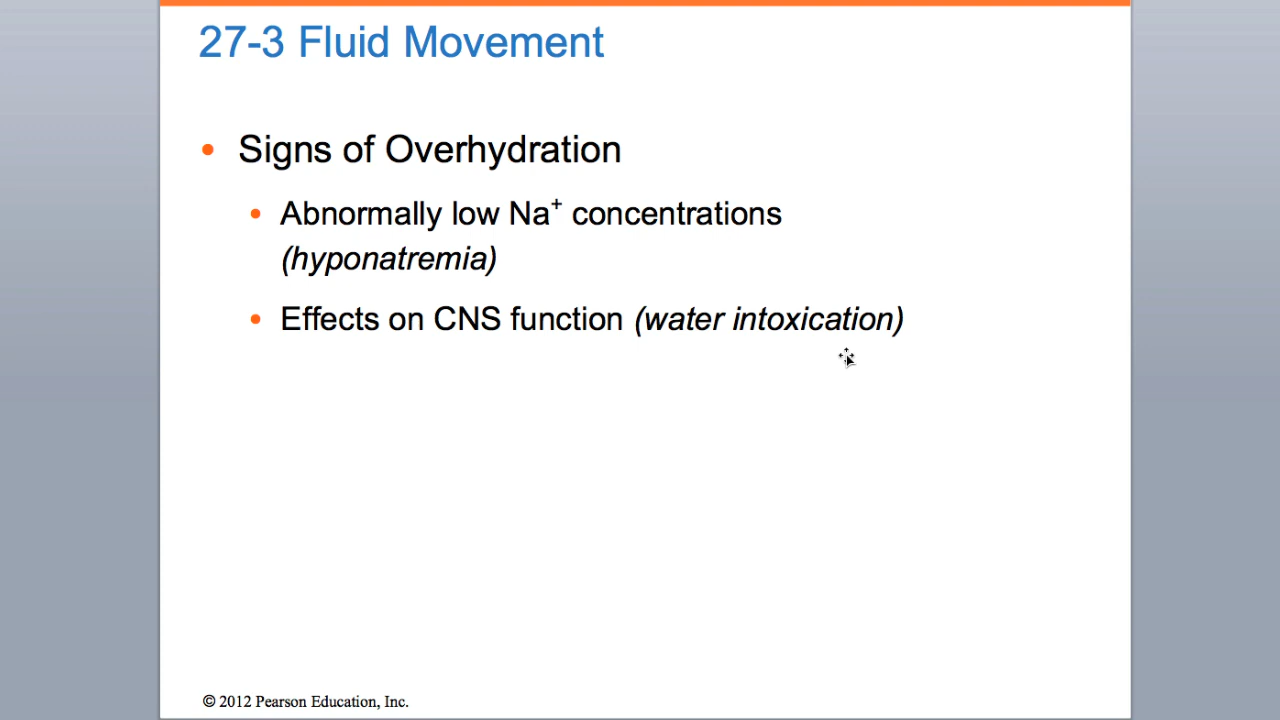 27-3 Fluid Movement
• Signs of Overhydration
• Abnormally low Na⁺ concentrations
(hyponatremia)
• Effects on CNS function (water intoxication)
© 2012 Pearson Education, Inc.